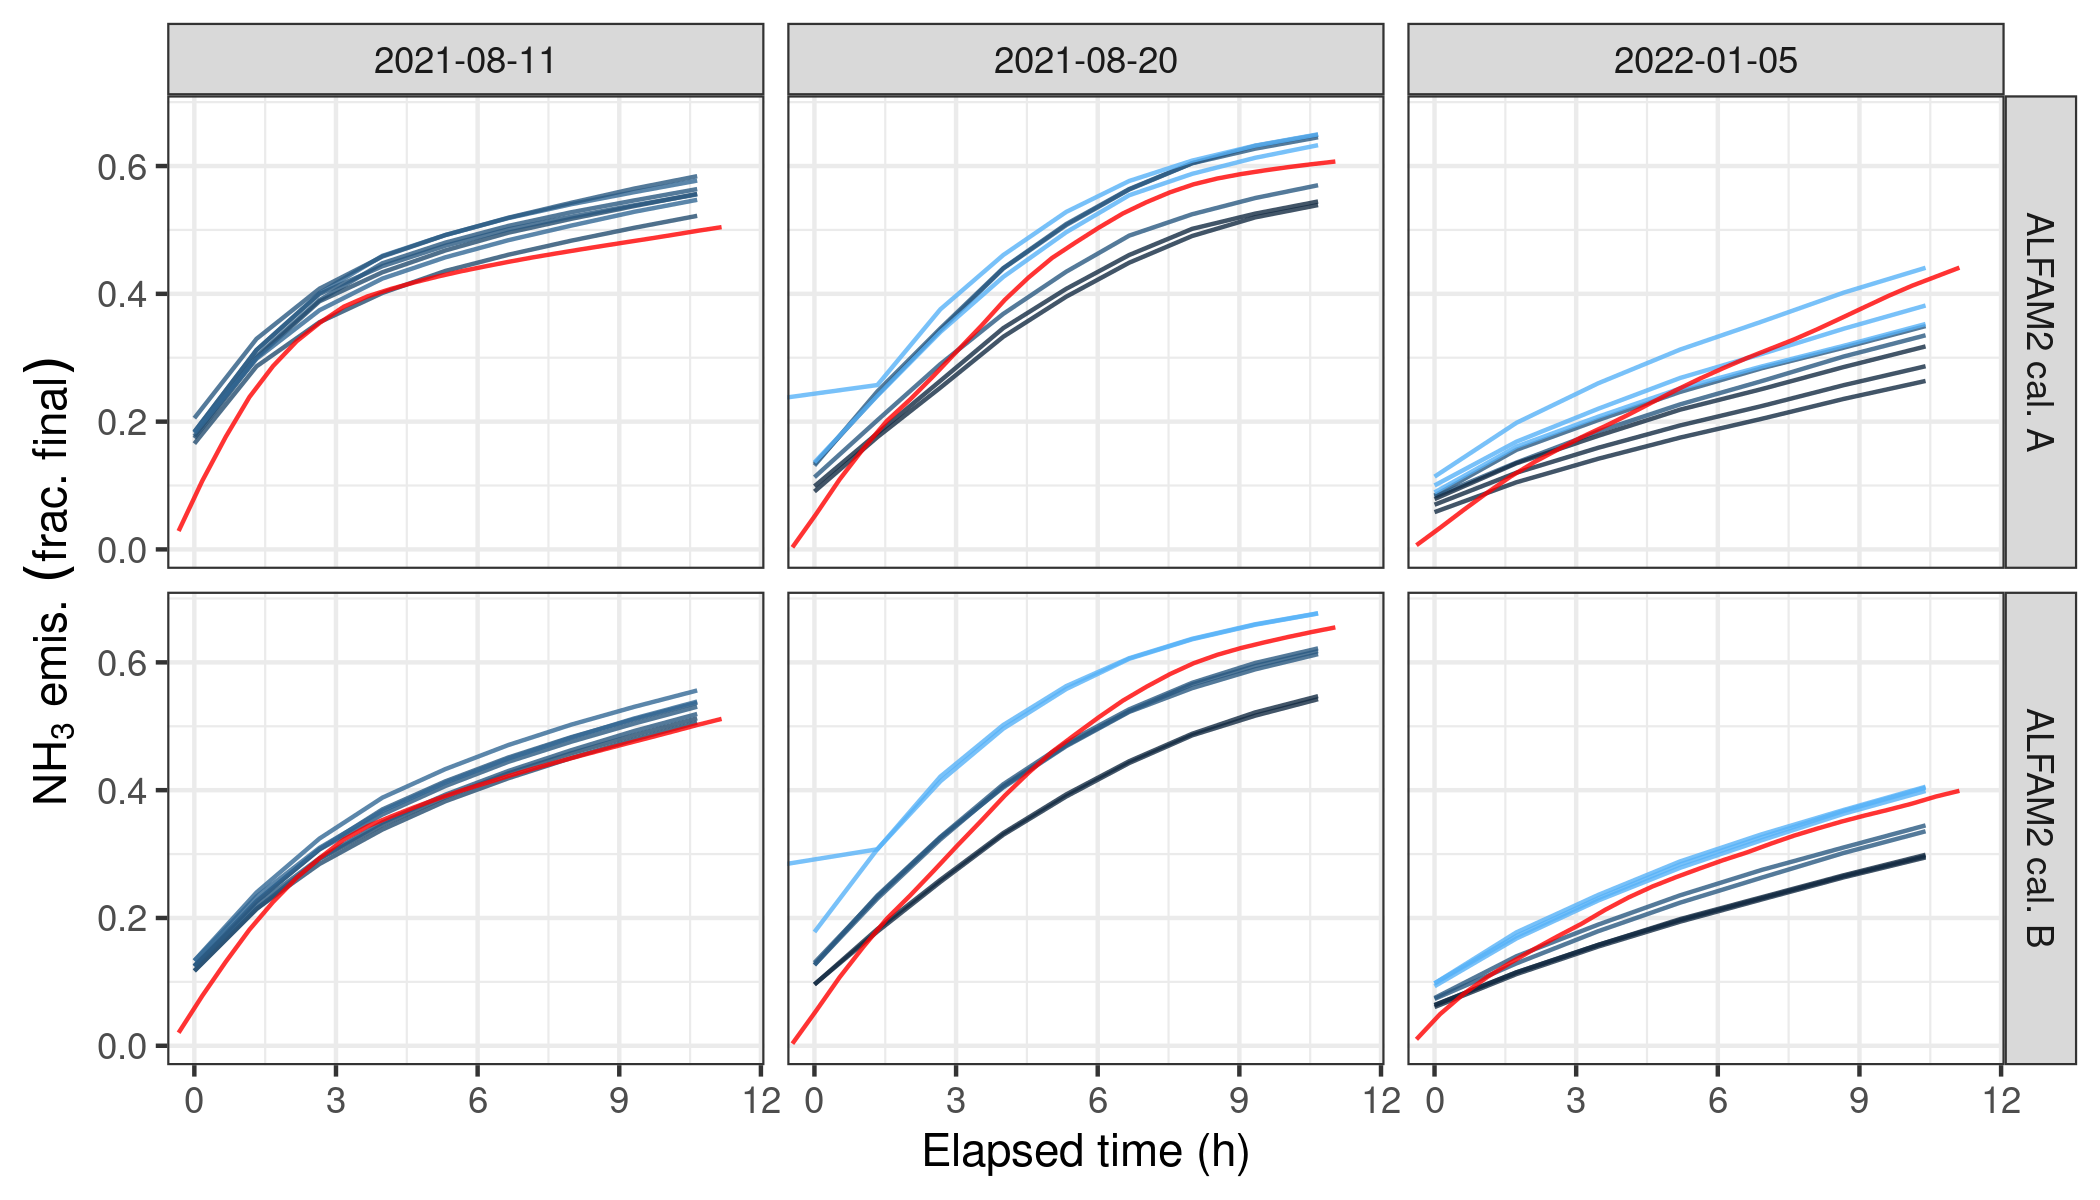 2021-08-11
2021-08-20
2022-01-05
0.6
0.4
0.2
0.0
ALFAM2 cal. A
NH₃ emis. (frac. final)
0.6
0.4
0.2
0.0
ALFAM2 cal. B
0 3 6 9 12
0 3 6 9 12
0 3 6 9 12
Elapsed time (h)